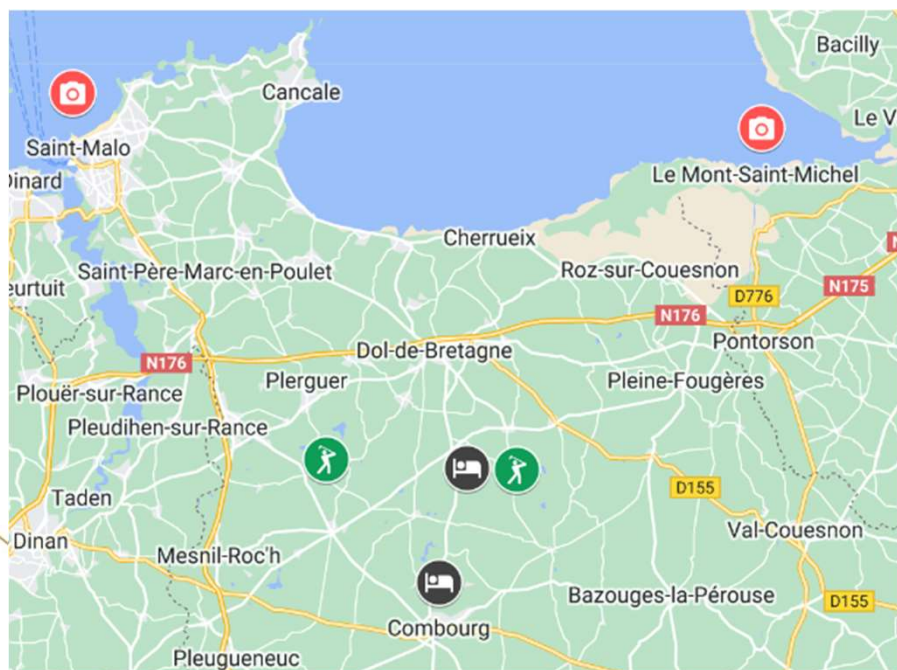 Bacilly
Cancale
Le V
Saint-Malo
Dinard
Le Mont-Saint-Michel
Cherrueix
Saint-Père-Marc-en-Poulet
Roz-sur-Couesnon
eurtuit
N175
D776
N176
Pontorson
Dol-de-Bretagne
N176
Plerguer
Pleine-Fougères
Plouër-sur-Rance
Pleudihen-sur-Rance
D155
Taden
Val-Couesnon
Dinan
Mesnil-Roc'h
Bazouges-la-Pérouse
D155
Combourg
Pleugueneuc